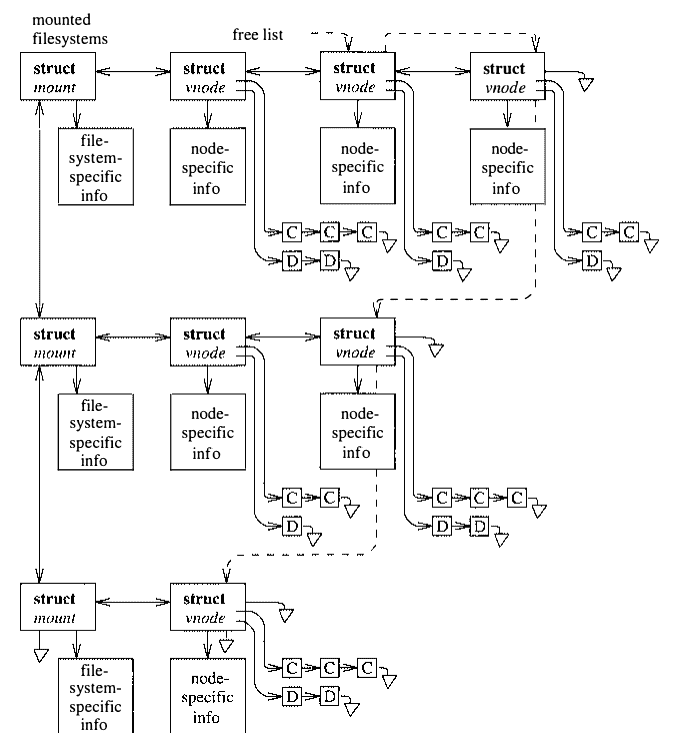 mounted
filesystems
free list
struct
mount
struct
vnode
struct
vnode
struct
vnode
file-
system-
specific
info
node-
specific
info
node-
specific
info
node-
specific
info
C C C
C C
C C
D D
D
D
struct
mount
struct
vnode
struct
vnode
file-
system-
specific
info
node-
specific
info
node-
specific
info
C C
C C C
D
D D
struct
mount
struct
vnode
file-
system-
specific
info
node-
specific
info
C C C
D D